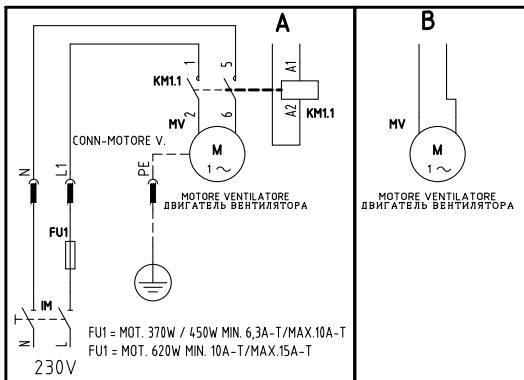 A
B
1
5
KM1.1
A1
A2
KM1.1
2
6
MV
M
1 ~
MV
M
1 ~
CONN-MOTORE V.
N
L1
PE
MOTORE VENTILATORE
ДВИГАТЕЛЬ ВЕНТИЛЯТОРА
MOTORE VENTILATORE
ДВИГАТЕЛЬ ВЕНТИЛЯТОРА
FU1
IM
N
L
230V
FU1 = MOT. 370W / 450W MIN. 6,3A-T/MAX.10A-T
FU1 = MOT. 620W MIN. 10A-T/MAX.15A-T